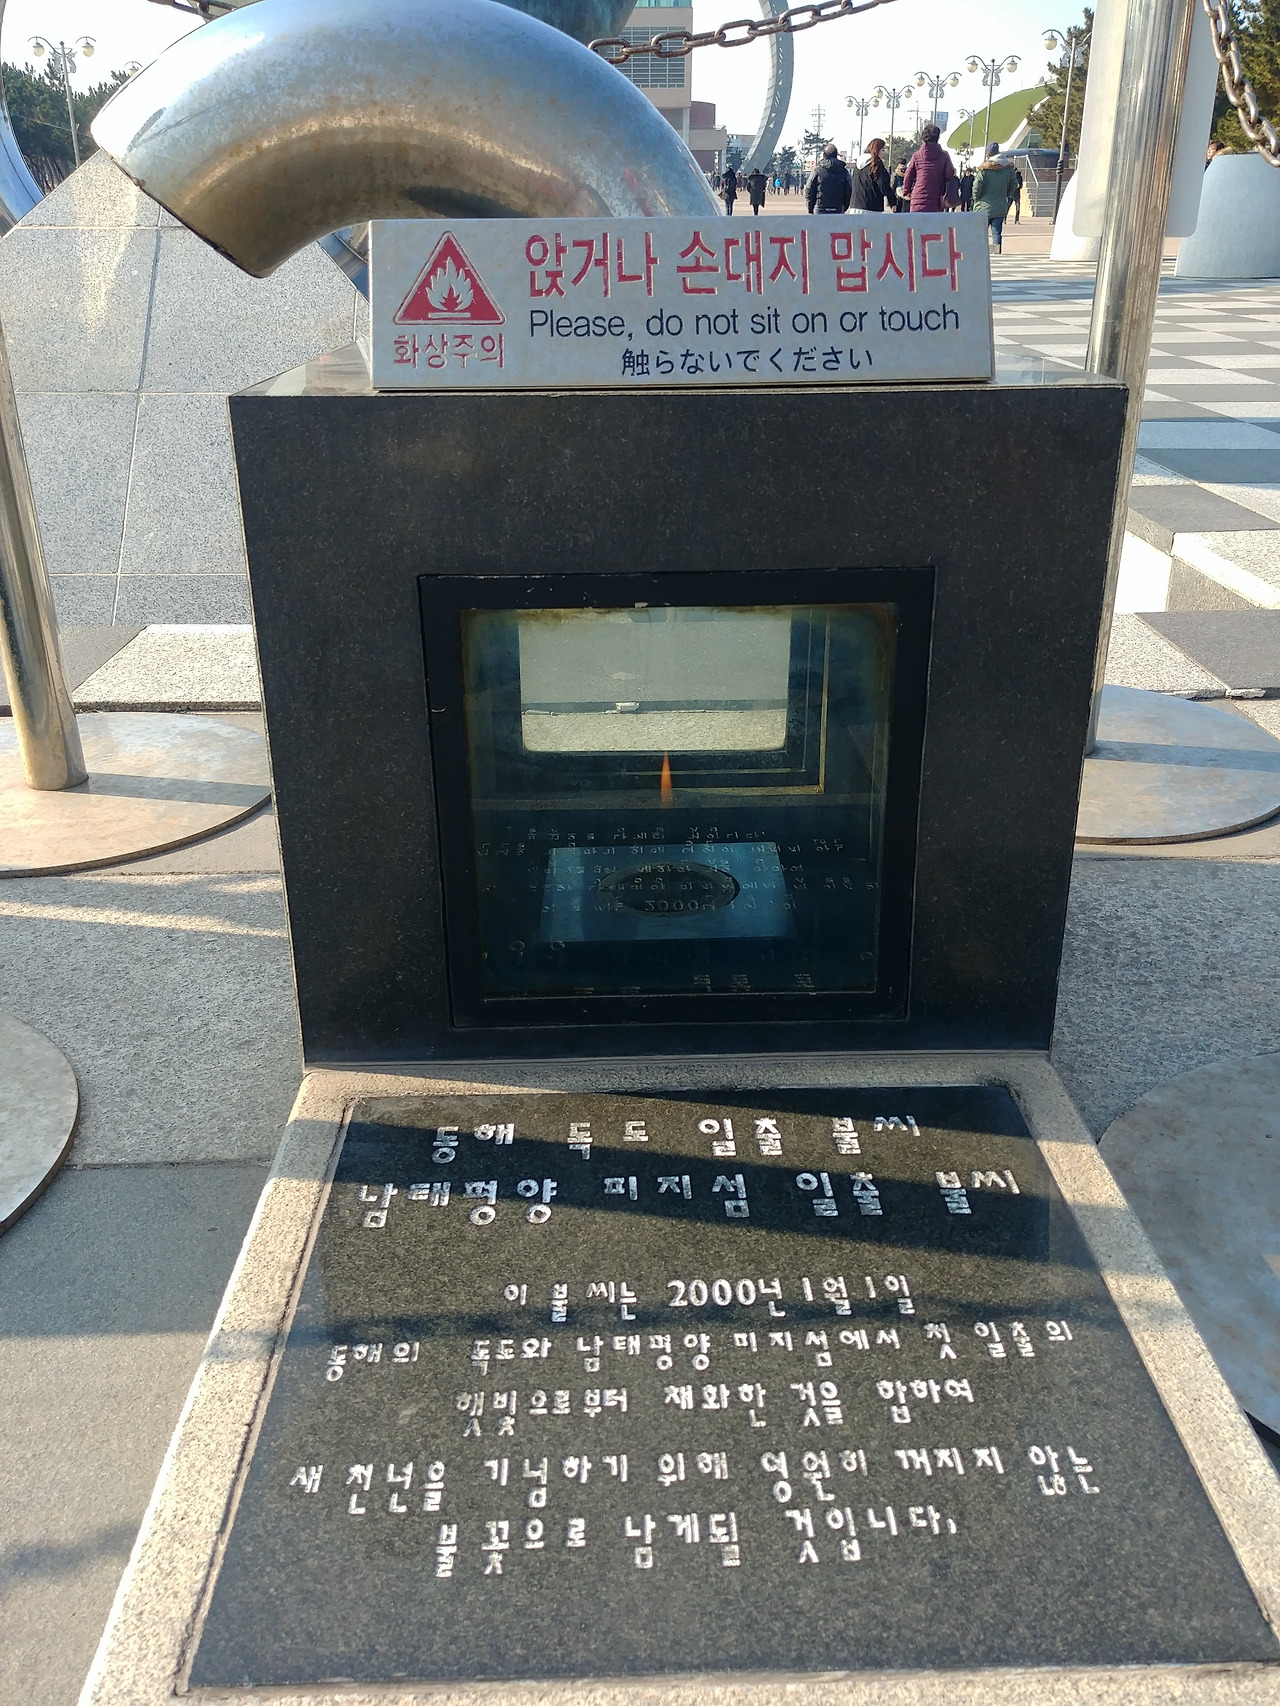 앉거나 손대지 맙시다
Please, do not sit on or touch
触らないでください
화상주의
동해 독도 일출 불씨
남태평양 피지섬 일출 불씨
이 불씨는 2000년 1월 1일
동해의 독도와 남태평양 피지섬에서 첫 일출의
햇빛으로부터 채화한 것을 합하여
새 천년을 기념하기 위해 영원히 꺼지지 않는
불꽃으로 남게될 것입니다.